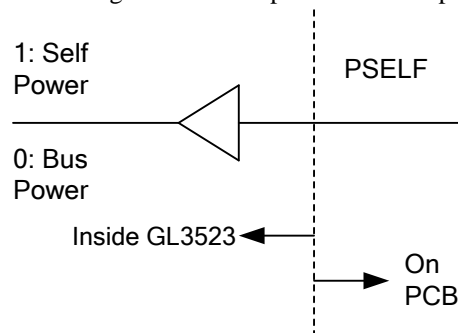 1: Self
Power
PSELF
0: Bus
Power
Inside GL3523
On
PCB